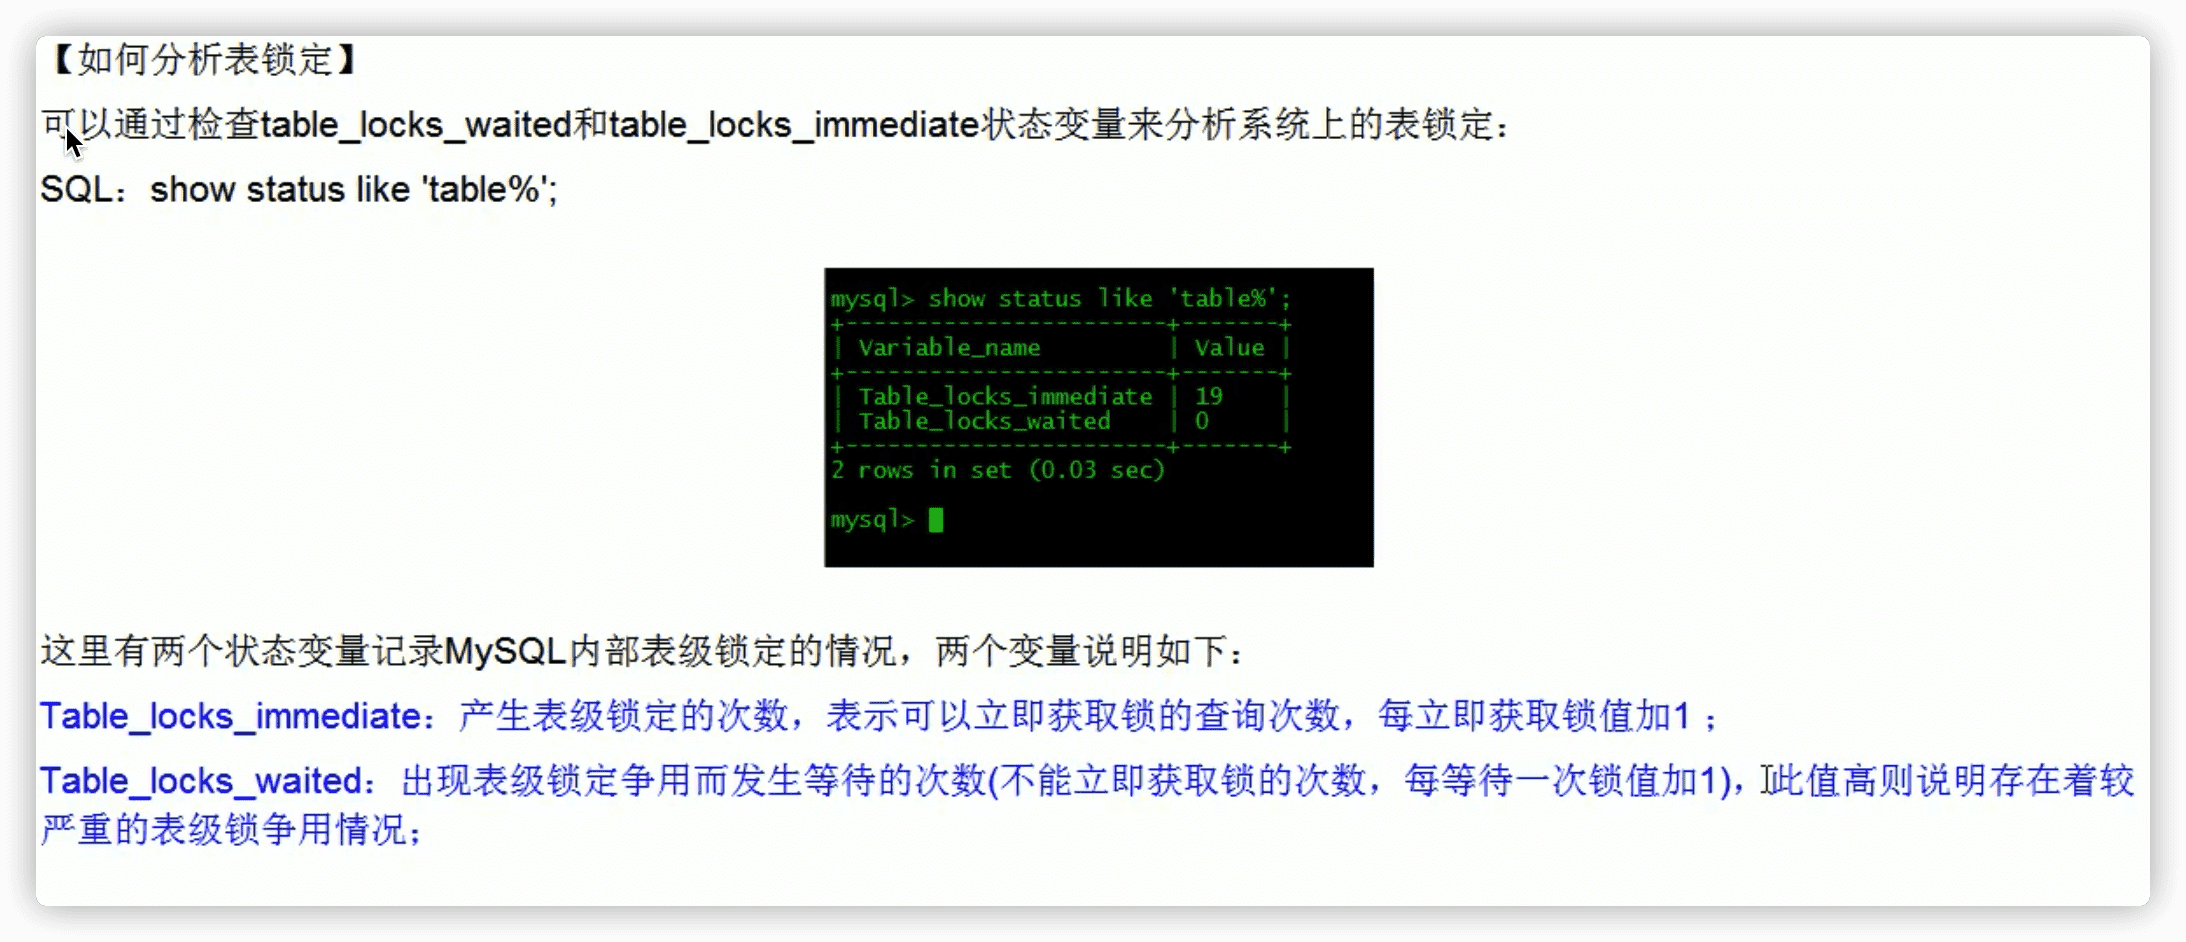 【如何分析表锁定】
可以通过检查table_locks_waited和table_locks_immediate状态变量来分析系统上的表锁定：
SQL：show status like 'table%';
mysql> show status like 'table%';
+-----------------------+-------+
| Variable_name         | Value |
+-----------------------+-------+
| Table_locks_immediate | 19    |
| Table_locks_waited    | 0     |
+-----------------------+-------+
2 rows in set (0.03 sec)
mysql>
这里有两个状态变量记录MySQL内部表级锁定的情况，两个变量说明如下：
Table_locks_immediate：产生表级锁定的次数，表示可以立即获取锁的查询次数，每立即获取锁值加1 ；
Table_locks_waited：出现表级锁定争用而发生等待的次数(不能立即获取锁的次数，每等待一次锁值加1)，此值高则说明存在着较
严重的表级锁争用情况；